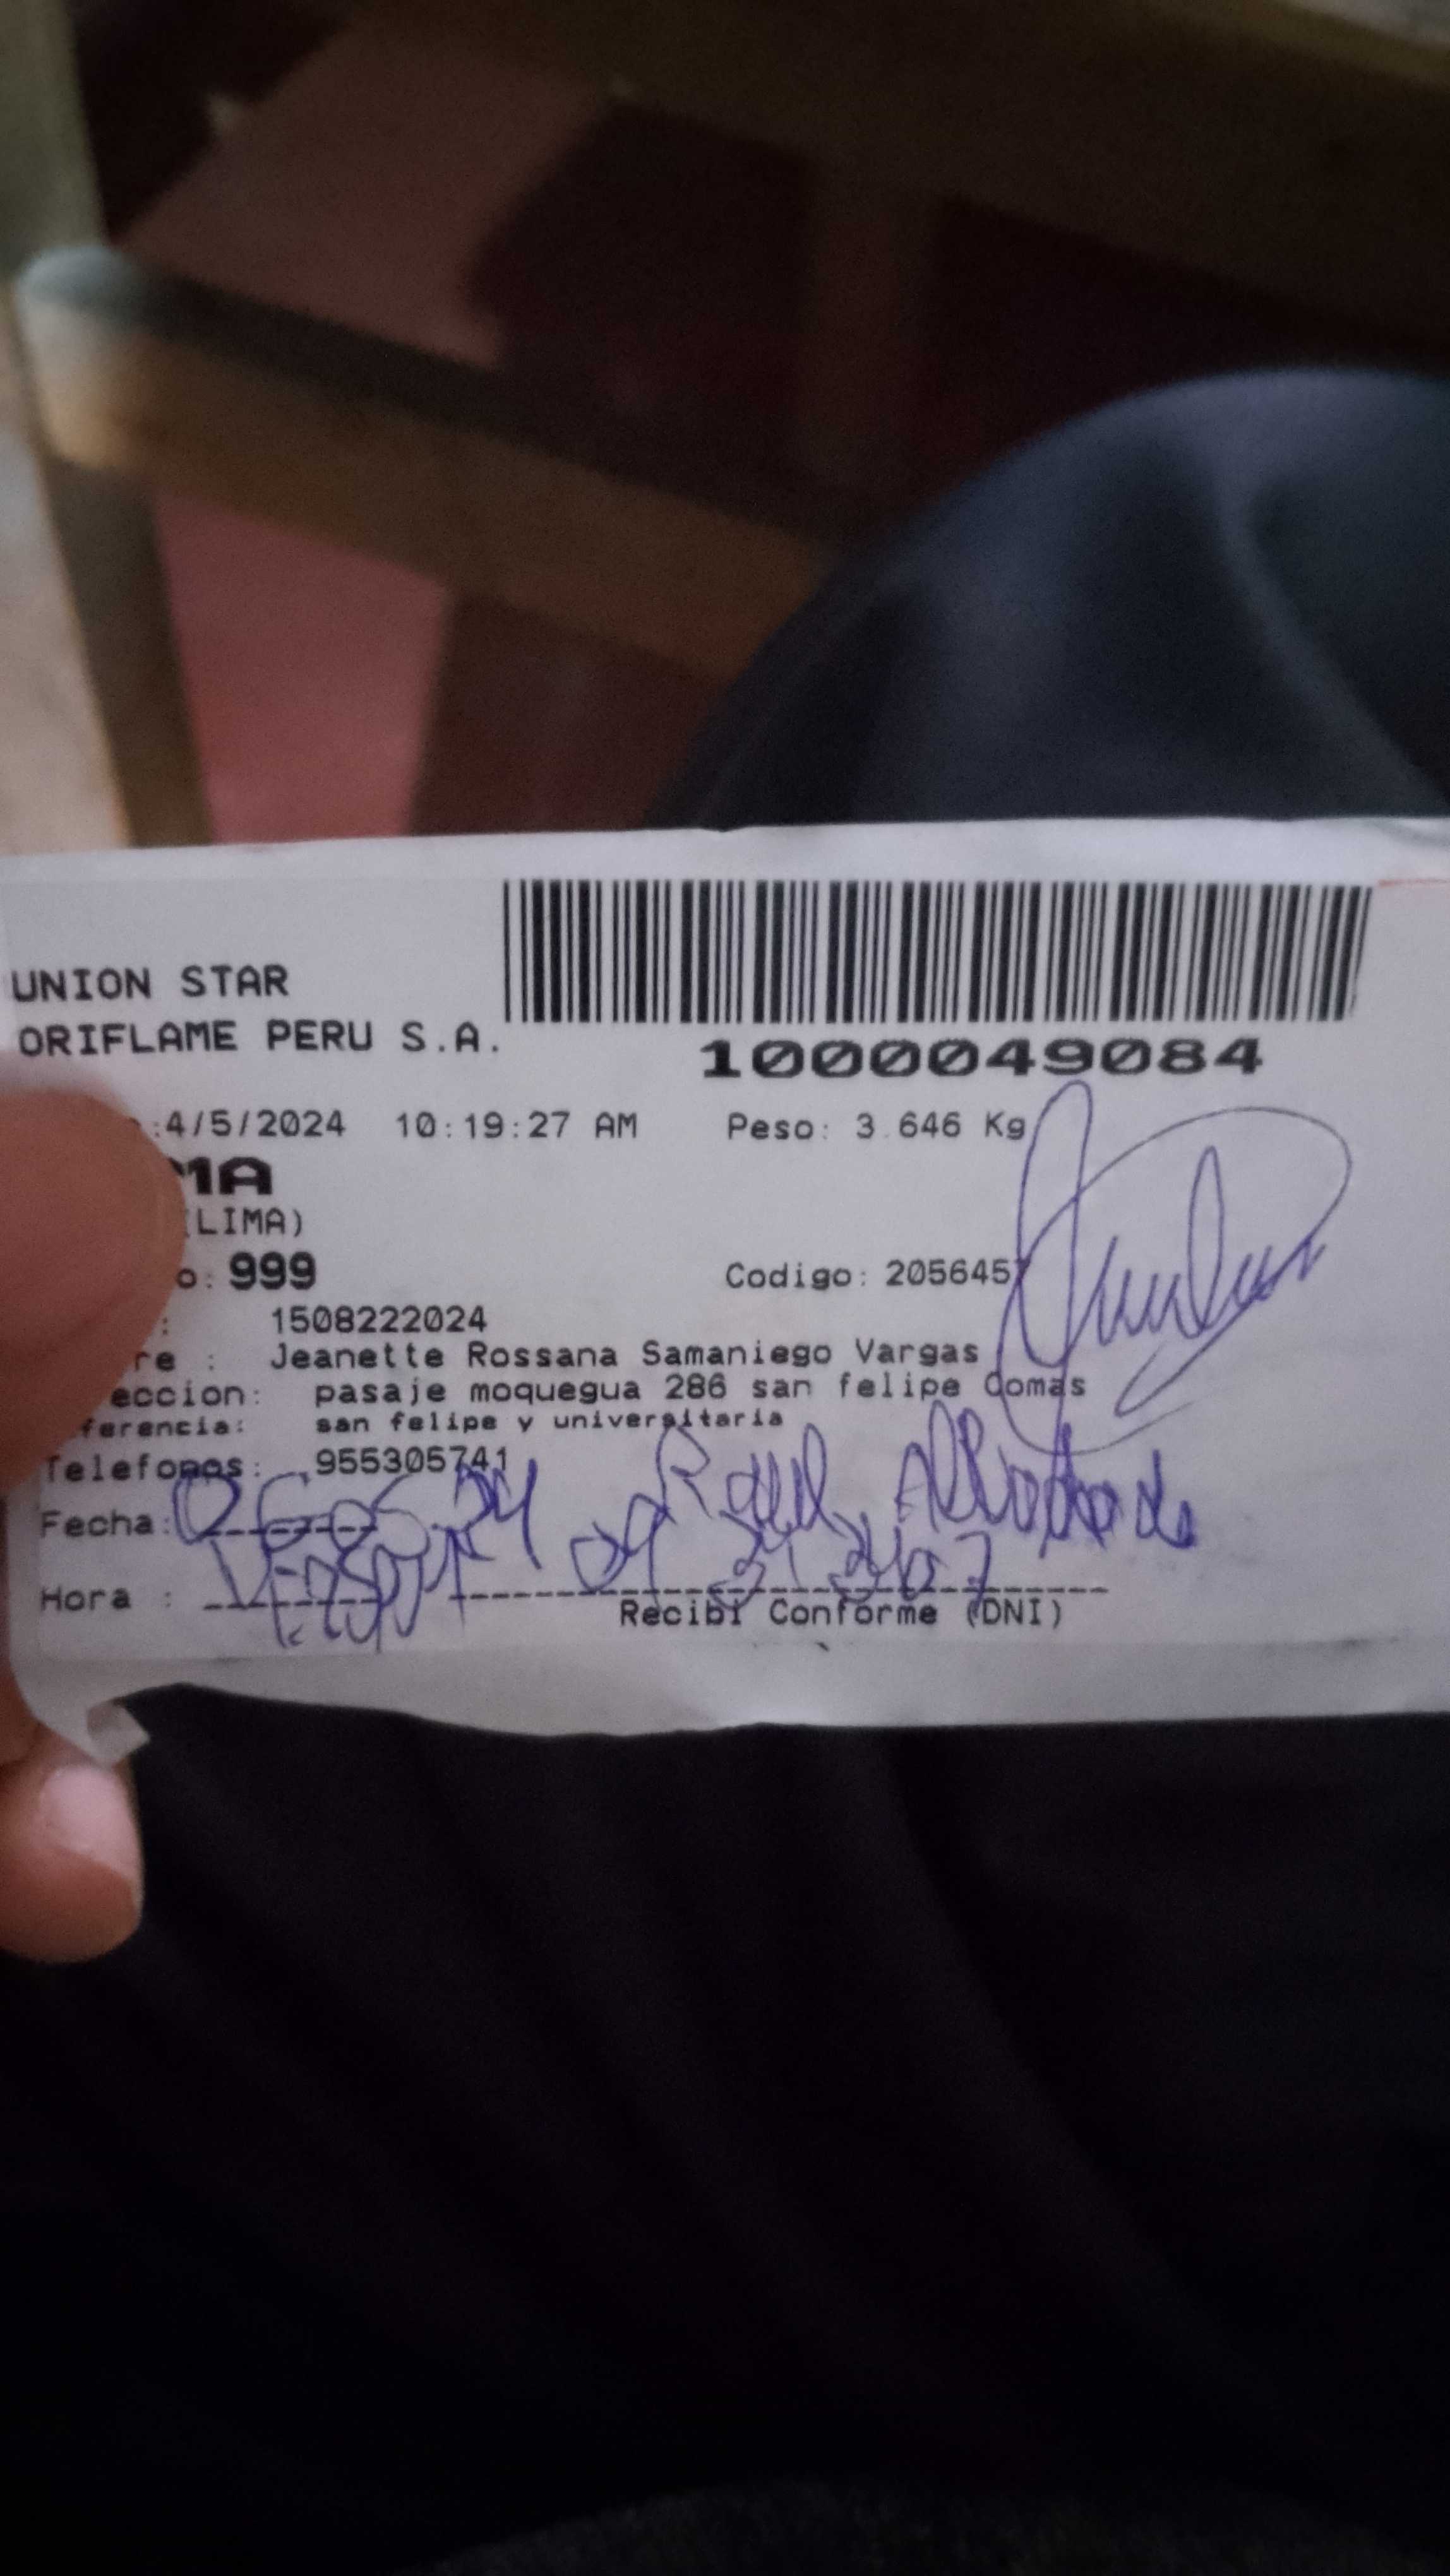 UNION STAR
ORIFLAME PERU S.A.
1000049084
:4/5/2024 10:19:27 AM Peso: 3.646 Kg
MA
(LIMA)
o: 999 Codigo: 2056457
: 1508222024
re : Jeanette Rossana Samaniego Vargas
eccion: pasaje moquegua 286 san felipe Comas
ferencia: san felipe y universitaria
Telefonos: 955305741
Fecha:
Hora :
Recibi Conforme (DNI)